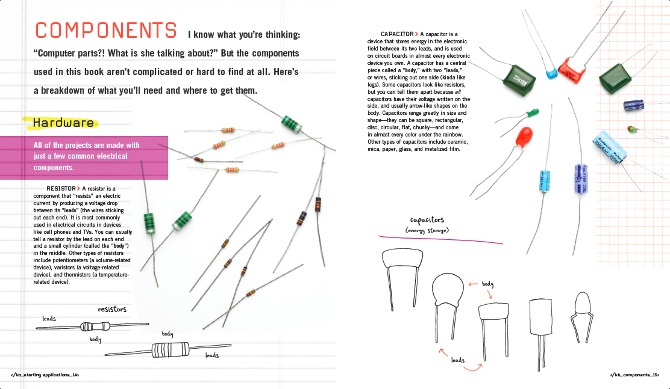 COMPONENTS I know what you're thinking:
“Computer parts?! What is she talking about?” But the components
used in this book aren't complicated or hard to find at all. Here's
a breakdown of what you'll need and where to get them.
Hardware
All of the projects are made with
just a few common electrical
components.
RESISTOR > A resistor is a
component that “resists” an electric
current by producing a voltage drop
between its “leads” (the wires sticking
out each end). It is most commonly
used in electrical circuits in devices
like cell phones and TVs. You can usually
tell a resistor by the lead on each end
and a small cylinder (called the “body”)
in the middle. Other types of resistors
include potentiometers (a volume-related
device), varistors (a voltage-related
device), and thermistors (a temperature-
related device).
resistors
leads
body
body
leads
</kb_starting applications_14>
CAPACITOR > A capacitor is a
device that stores energy in the electronic
field between its two leads, and is used
on circuit boards in almost every electronic
device you own. A capacitor has a central
piece called a “body,” with two “leads,”
or wires, sticking out one side (kinda like
legs). Some capacitors look like resistors,
but you can tell them apart because all
capacitors have their voltage written on the
side, and usually arrow-like shapes on the
body. Capacitors range greatly in size and
shape—they can be square, rectangular,
disc, circular, flat, chunky—and come
in almost every color under the rainbow.
Other types of capacitors include ceramic,
mica, paper, glass, and metalized film.
capacitors
(energy storage)
body
leads
</kb_components_15>